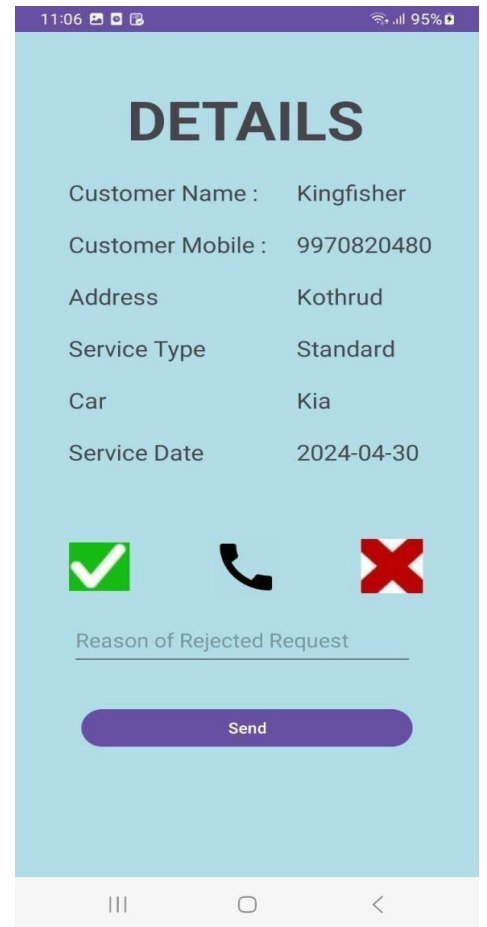 11:06 95%
DETAILS
Customer Name : Kingfisher
Customer Mobile : 9970820480
Address Kothrud
Service Type Standard
Car Kia
Service Date 2024-04-30
Reason of Rejected Request
Send